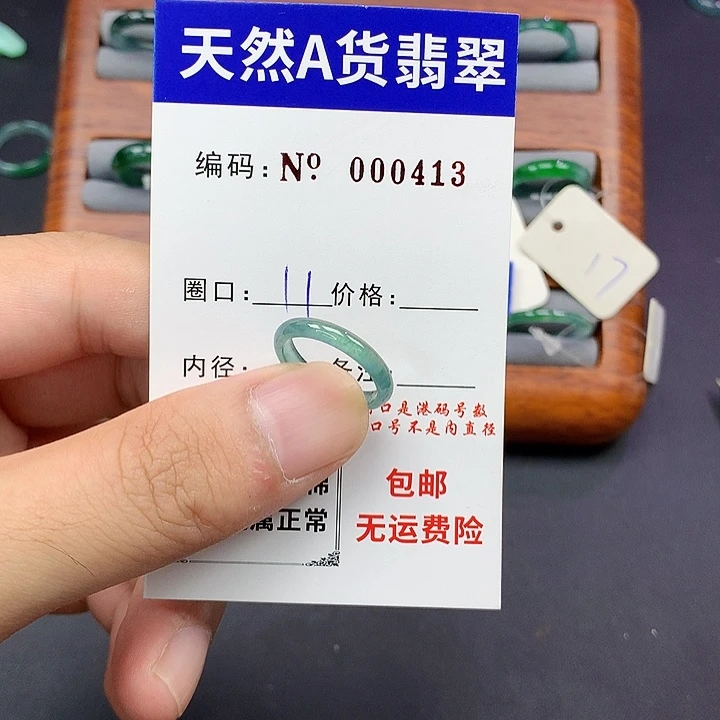 天然A货翡翠
编码: Nº 000413
圈口: 11 价格:
内径:
口是港码号数
口号不是内直径
包邮
属正常
无运费险
17